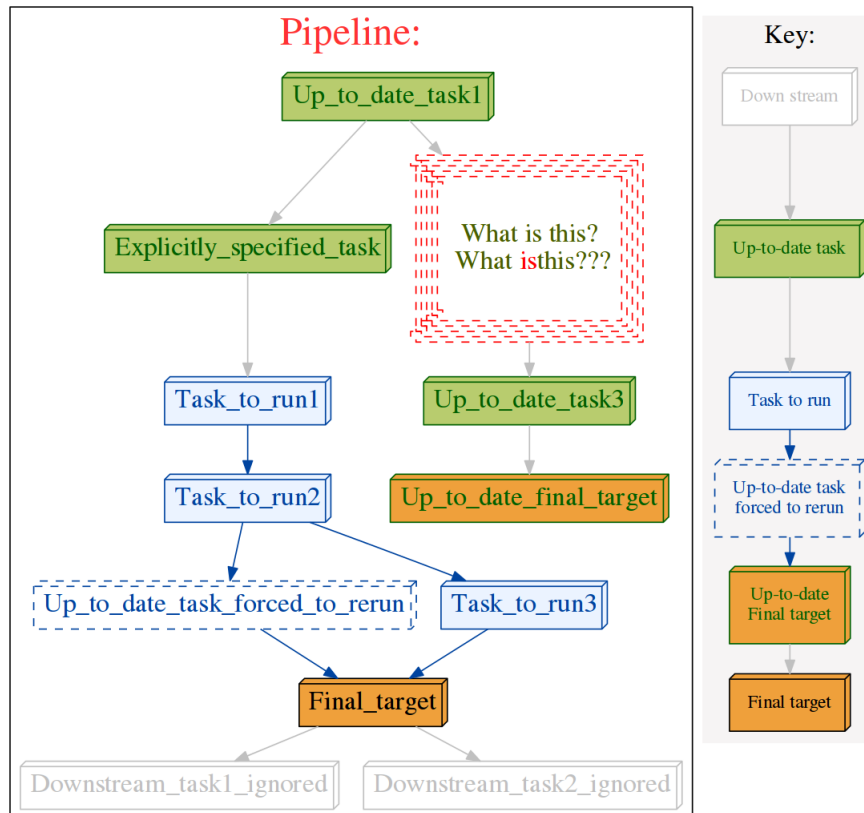 Pipeline:
Up_to_date_task1
Explicitly_specified_task
What is this?
What isthis???
Task_to_run1
Up_to_date_task3
Task_to_run2
Up_to_date_final_target
Up_to_date_task_forced_to_rerun
Task_to_run3
Final_target
Downstream_task1_ignored
Downstream_task2_ignored
Key:
Down stream
Up-to-date task
Task to run
Up-to-date task
forced to rerun
Up-to-date
Final target
Final target